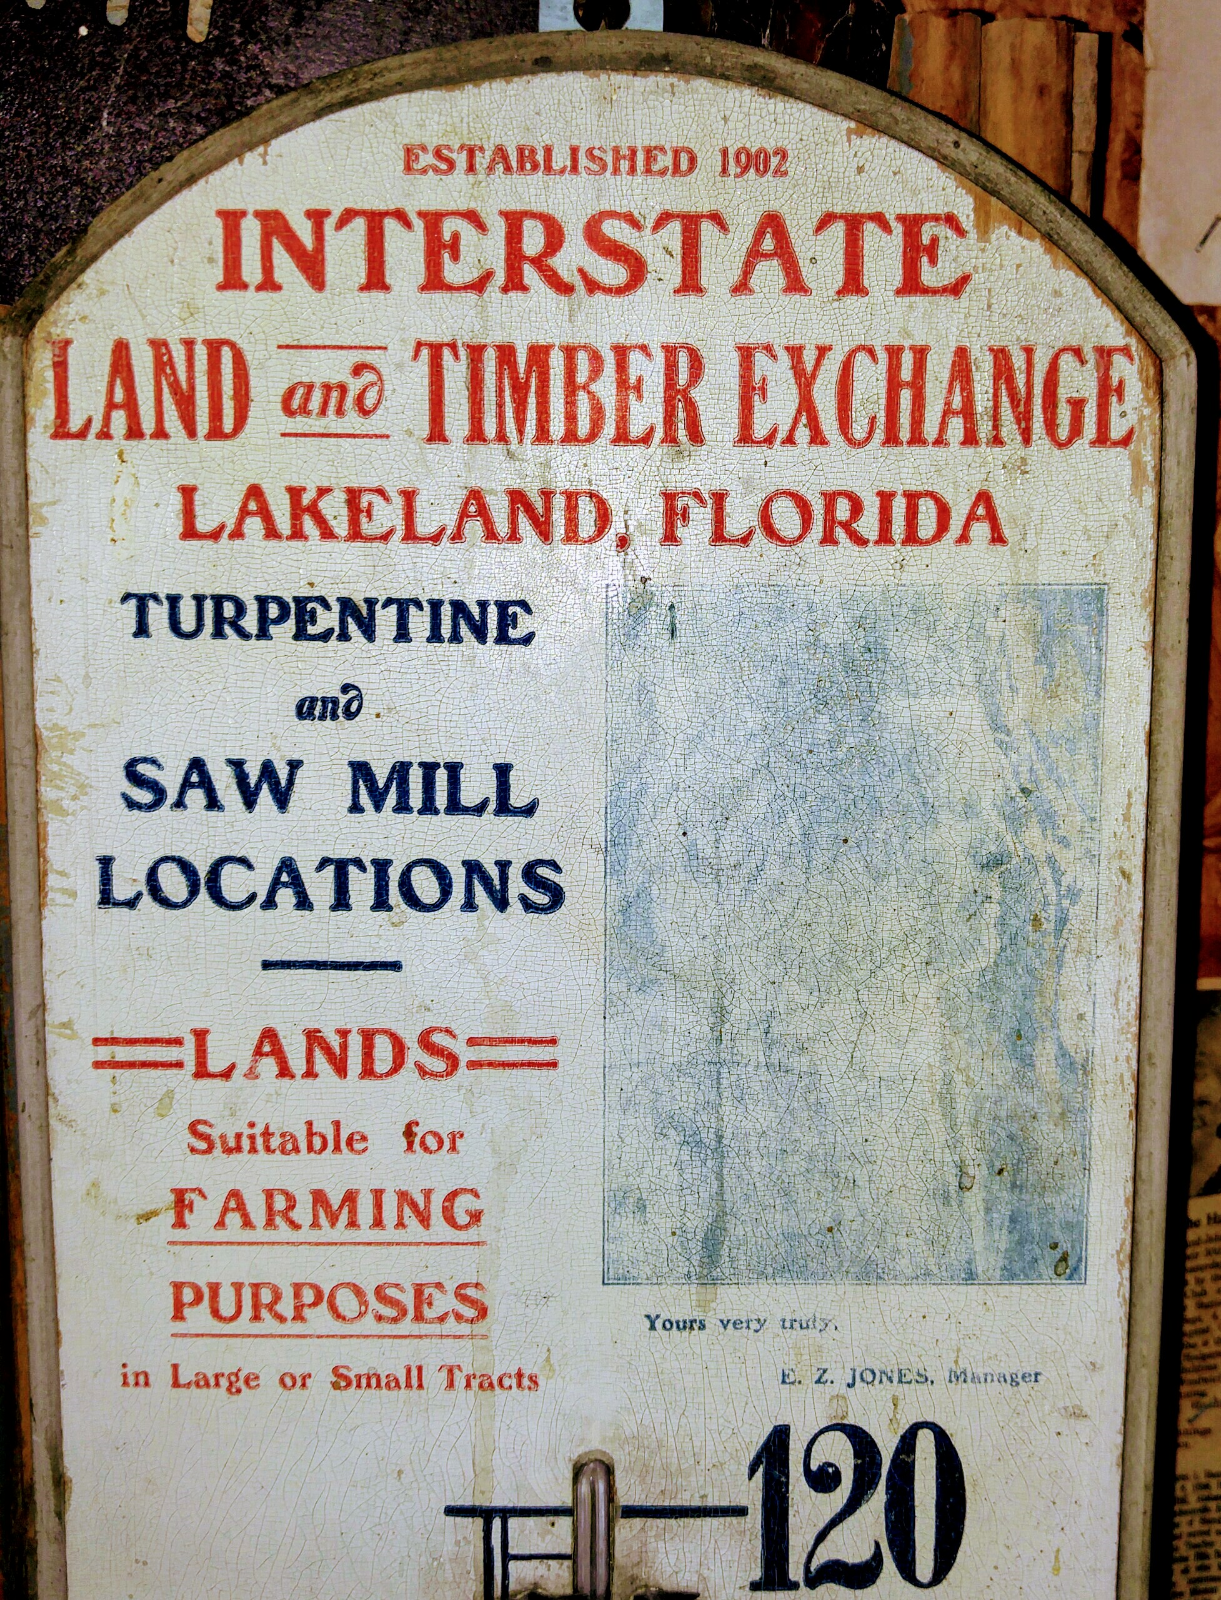 ESTABLISHED 1902
INTERSTATE
LAND and TIMBER EXCHANGE
LAKELAND, FLORIDA
TURPENTINE
and
SAW MILL
LOCATIONS
LANDS
Suitable for
FARMING
PURPOSES
in Large or Small Tracts
Yours very truly,
E. Z. JONES, Manager
120